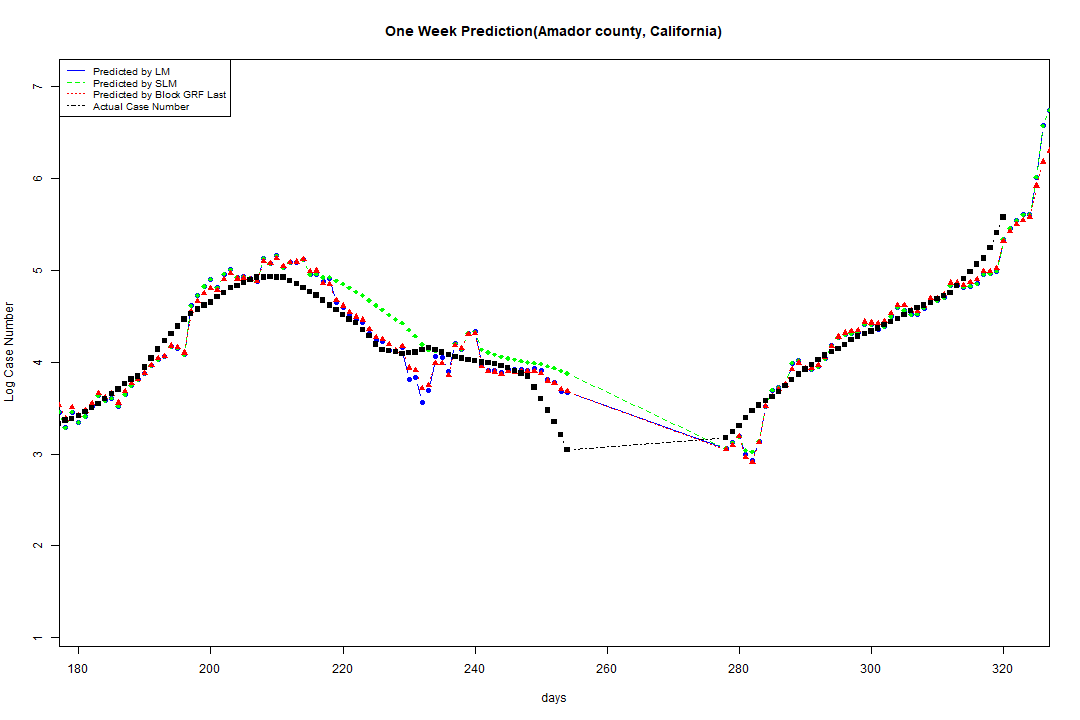 One Week Prediction(Amador county, California)
Predicted by LM
Predicted by SLM
Predicted by Block GRF Last
Actual Case Number
7
6
5
4
3
2
1
Log Case Number
180 200 220 240 260 280 300 320
days